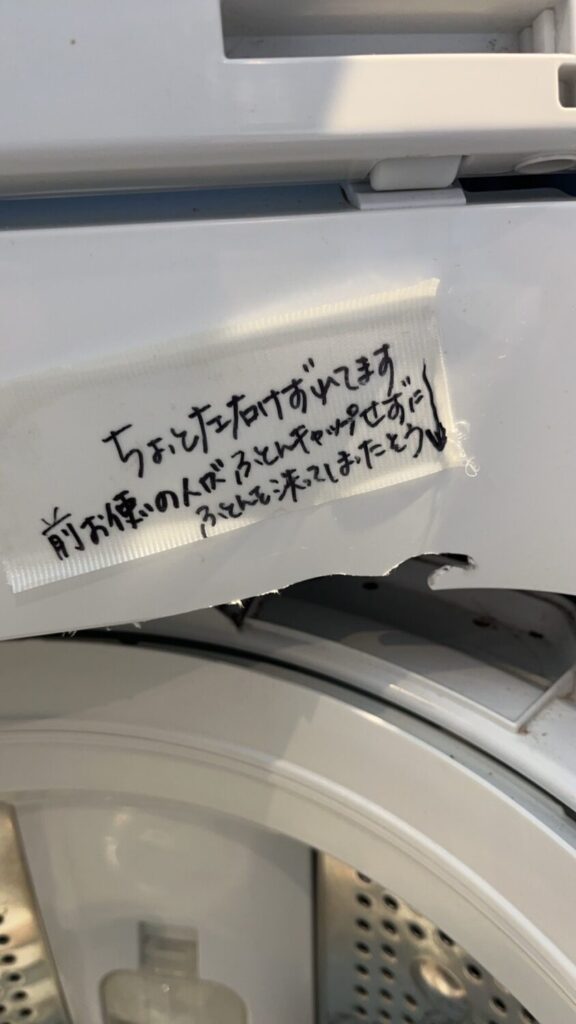 ちょっと左右けずれてます
前お使いの人が ふとんキャップせずに
ふとんを洗ってしまったそう